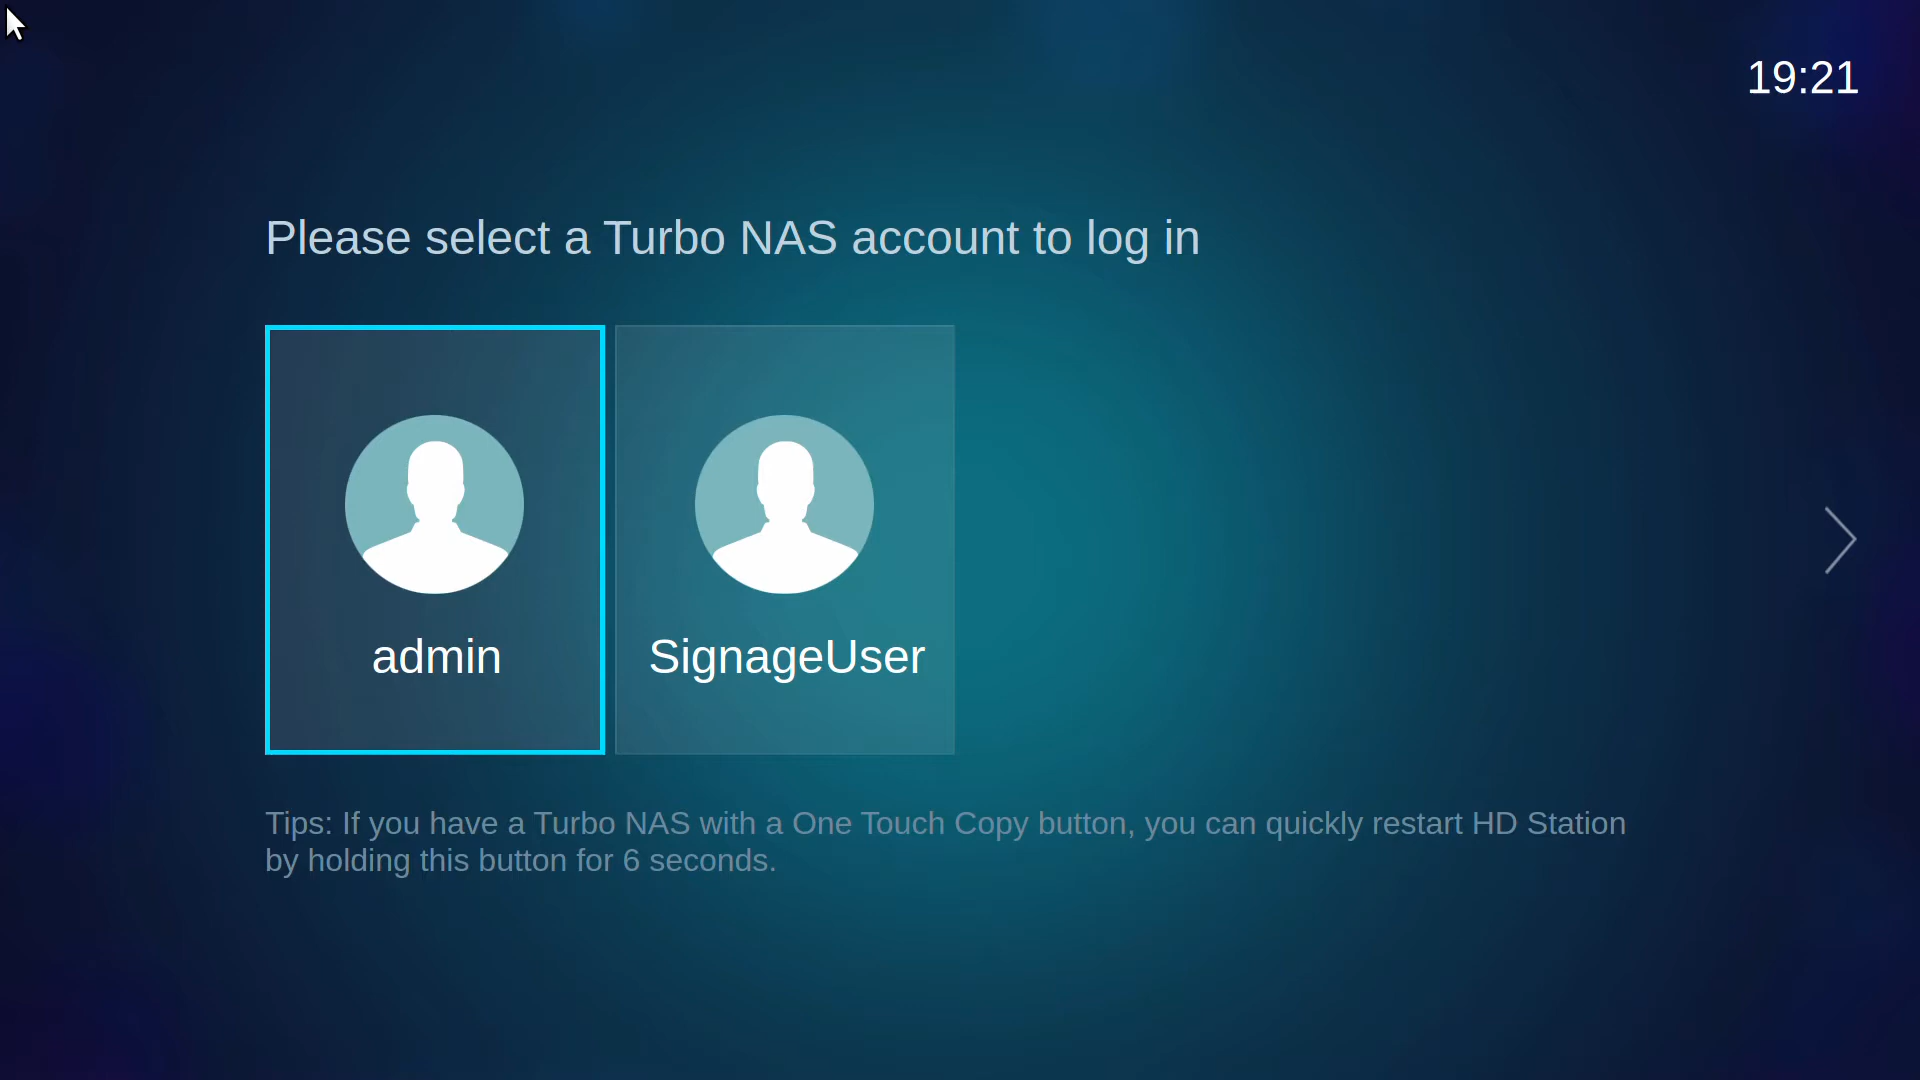 19:21
Please select a Turbo NAS account to log in
admin
SignageUser
Tips: If you have a Turbo NAS with a One Touch Copy button, you can quickly restart HD Station
by holding this button for 6 seconds.